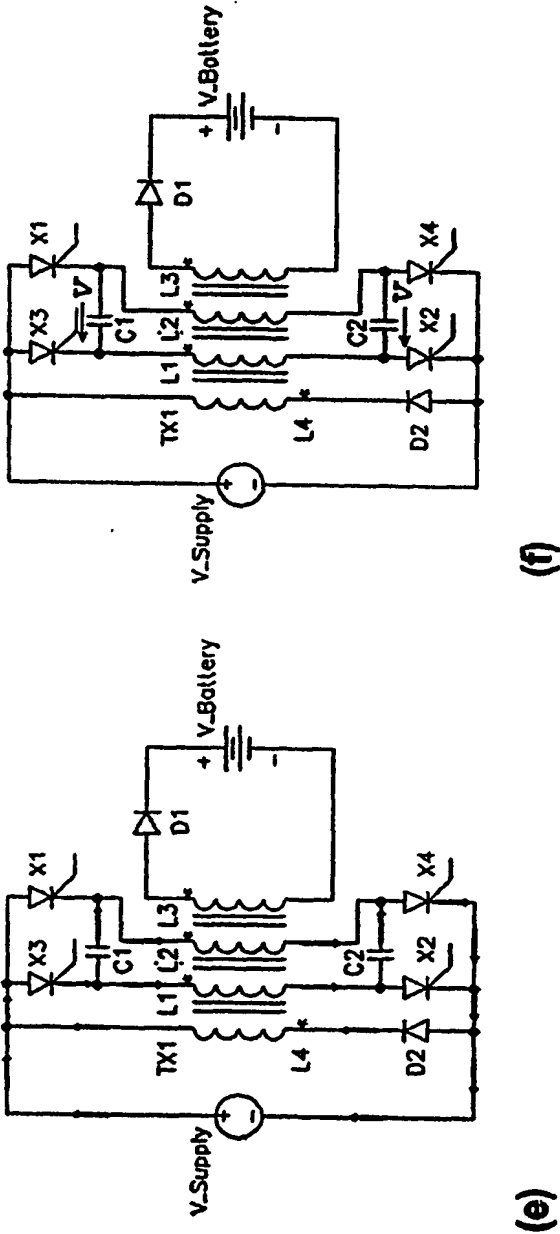 V_Supply
+
-
TX1
L4
D2
L1
L2
L3
C1
C2
X3
X1
X2
X4
D1
+
-
V_Battery
(e)
V_Supply
+
-
TX1
L4
D2
L1
L2
L3
C1
C2
V
V
X3
X1
X2
X4
D1
+
-
V_Battery
(f)